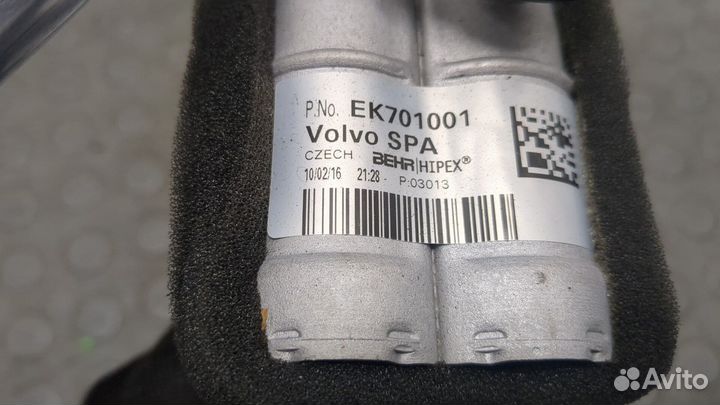 P.No. EK701001
Volvo SPA
CZECH BEHR HIPEX®
10/02/16 21:28 - P:03013
Avito